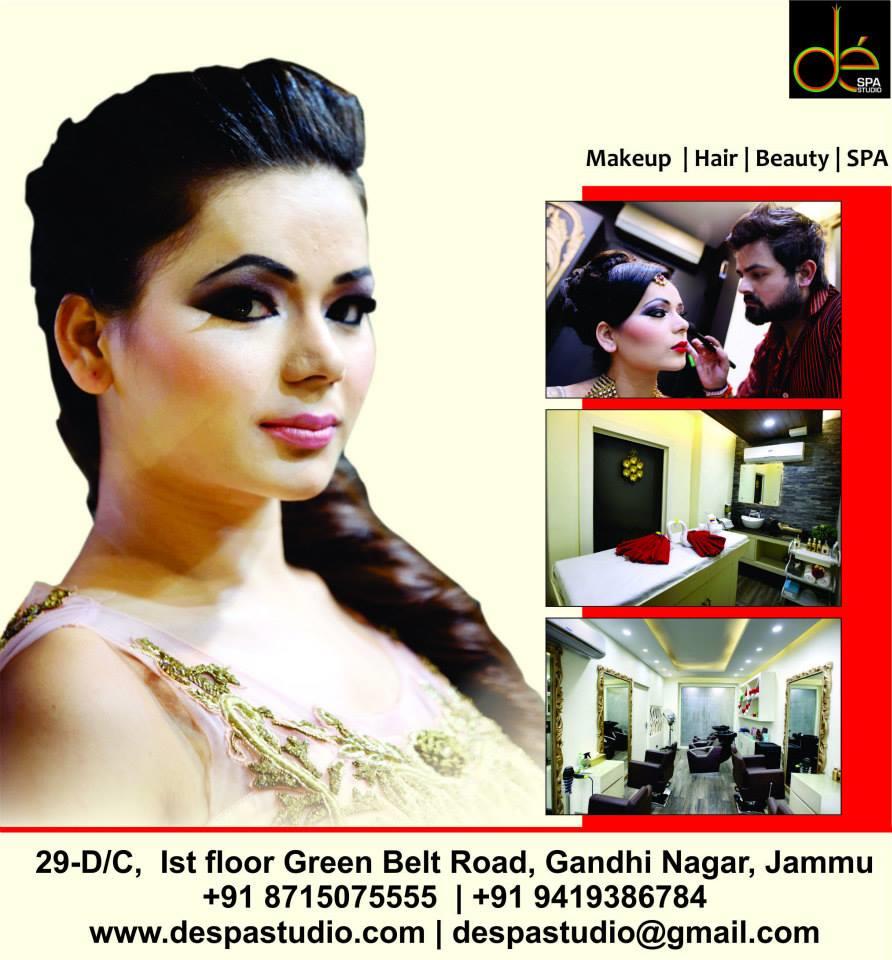 dé
SPA
STUDIO
Makeup | Hair | Beauty | SPA
29-D/C, Ist floor Green Belt Road, Gandhi Nagar, Jammu
+91 8715075555 | +91 9419386784
www.despastudio.com | despastudio@gmail.com